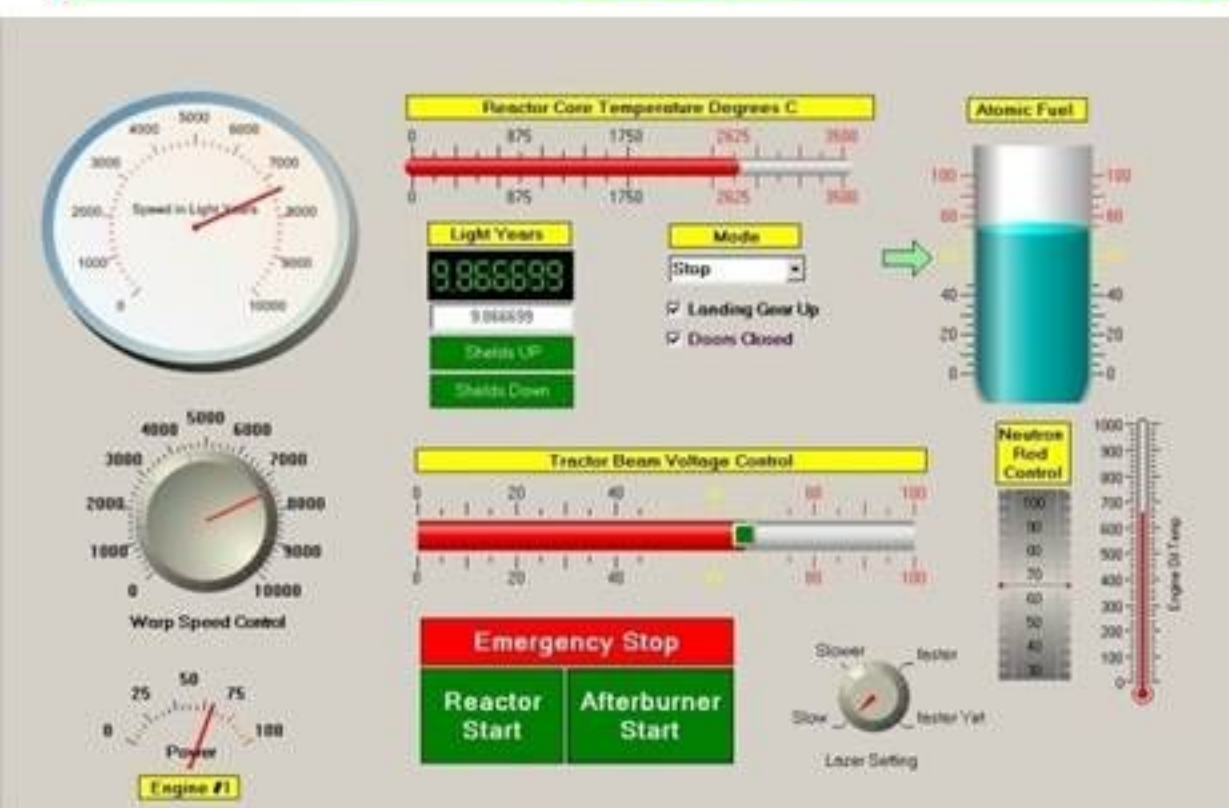 5000
4000
6000
3000
7000
Speed in Light Years
2000
8000
1000
9000
0
10000
Reactor Core Temperature Degrees C
0 875 1750 2625 3500
0 875 1750 2625 3500
Light Years
9.866699
9.866699
Shields UP
Shields Down
Mode
Stop
Landing Gear Up
Doors Closed
Atomic Fuel
100 100
80 80
40 40
20 20
0 0
5000
4000 6000
3000 7000
2000 8000
1000 9000
0 10000
Warp Speed Control
Tractor Beam Voltage Control
0 20 40 60 80 100
0 20 40 60 80 100
Neutron
Rod
Control
100
90
80
70
60
50
40
30
1000
900
800
700
600
500
400
300
200
100
0
Engine Oil Temp
50
25 75
0 100
Power
Engine #1
Emergency Stop
Reactor
Start
Afterburner
Start
Slower faster
Slow faster Yet
Lazer Setting